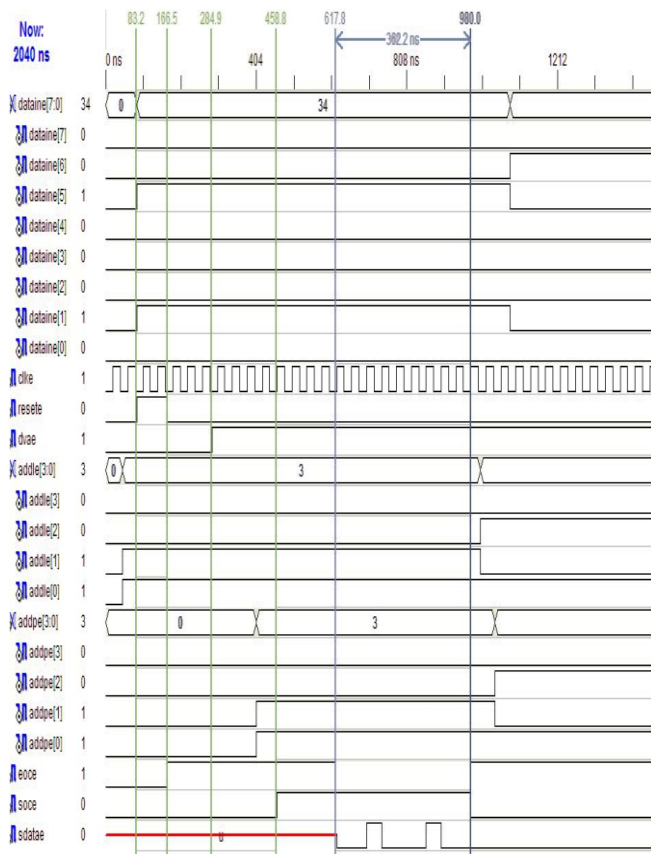 Now:
2040 ns
83.2 166.5 284.9 458.8 617.8 980.0
362.2 ns
0 ns 404 808 ns 1212
dataine[7:0] 34 0 34
dataine[7] 0
dataine[6] 0
dataine[5] 1
dataine[4] 0
dataine[3] 0
dataine[2] 0
dataine[1] 1
dataine[0] 0
clke 1
resete 0
dvae 1
addle[3:0] 3 0 3
addle[3] 0
addle[2] 0
addle[1] 1
addle[0] 1
addpe[3:0] 3 0 3
addpe[3] 0
addpe[2] 0
addpe[1] 1
addpe[0] 1
eoce 1
soce 0
sdatae 0